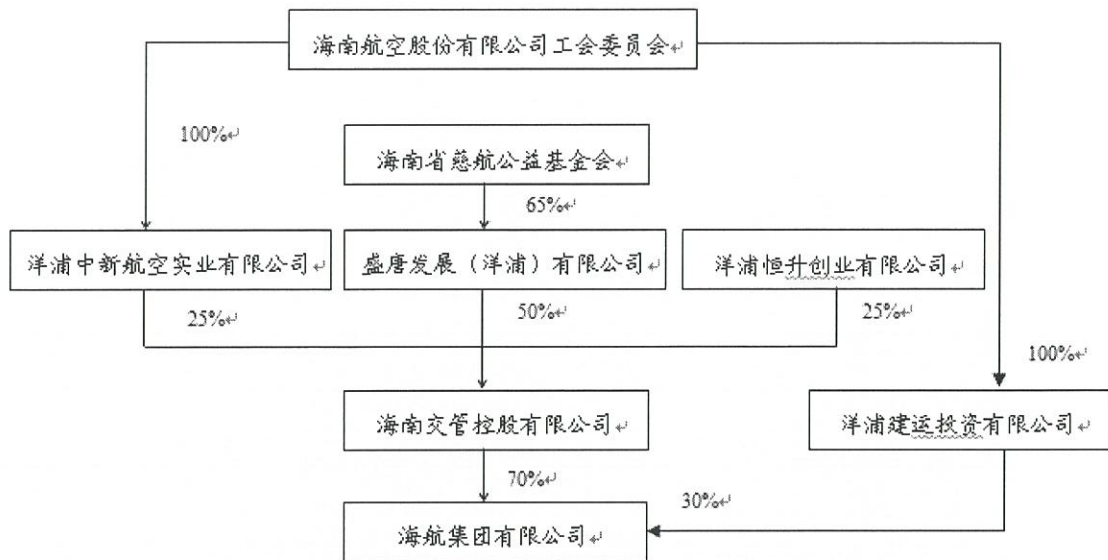 海南航空股份有限公司工会委员会↵
100%↵
海南省慈航公益基金会↵
65%↵
洋浦中新航空实业有限公司↵
盛唐发展（洋浦）有限公司↵
洋浦恒升创业有限公司↵
25%↵
50%↵
25%↵
100%↵
海南交管控股有限公司↵
洋浦建运投资有限公司↵
70%↵
30%↵
海航集团有限公司↵